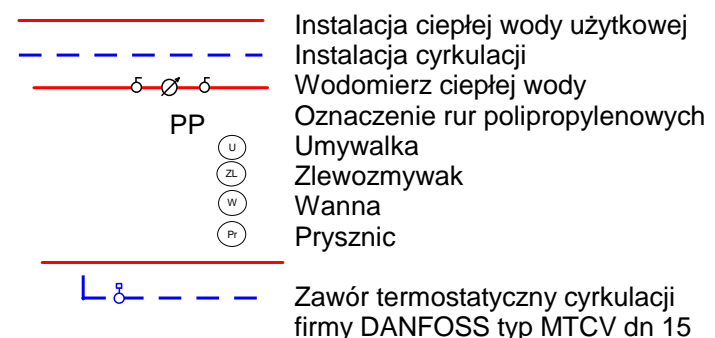 Instalacja ciepłej wody użytkowej
Instalacja cyrkulacji
Wodomierz ciepłej wody
PP Oznaczenie rur polipropylenowych
U Umywalka
ZL Zlewozmywak
W Wanna
Pr Prysznic
Zawór termostatyczny cyrkulacji
firmy DANFOSS typ MTCV dn 15